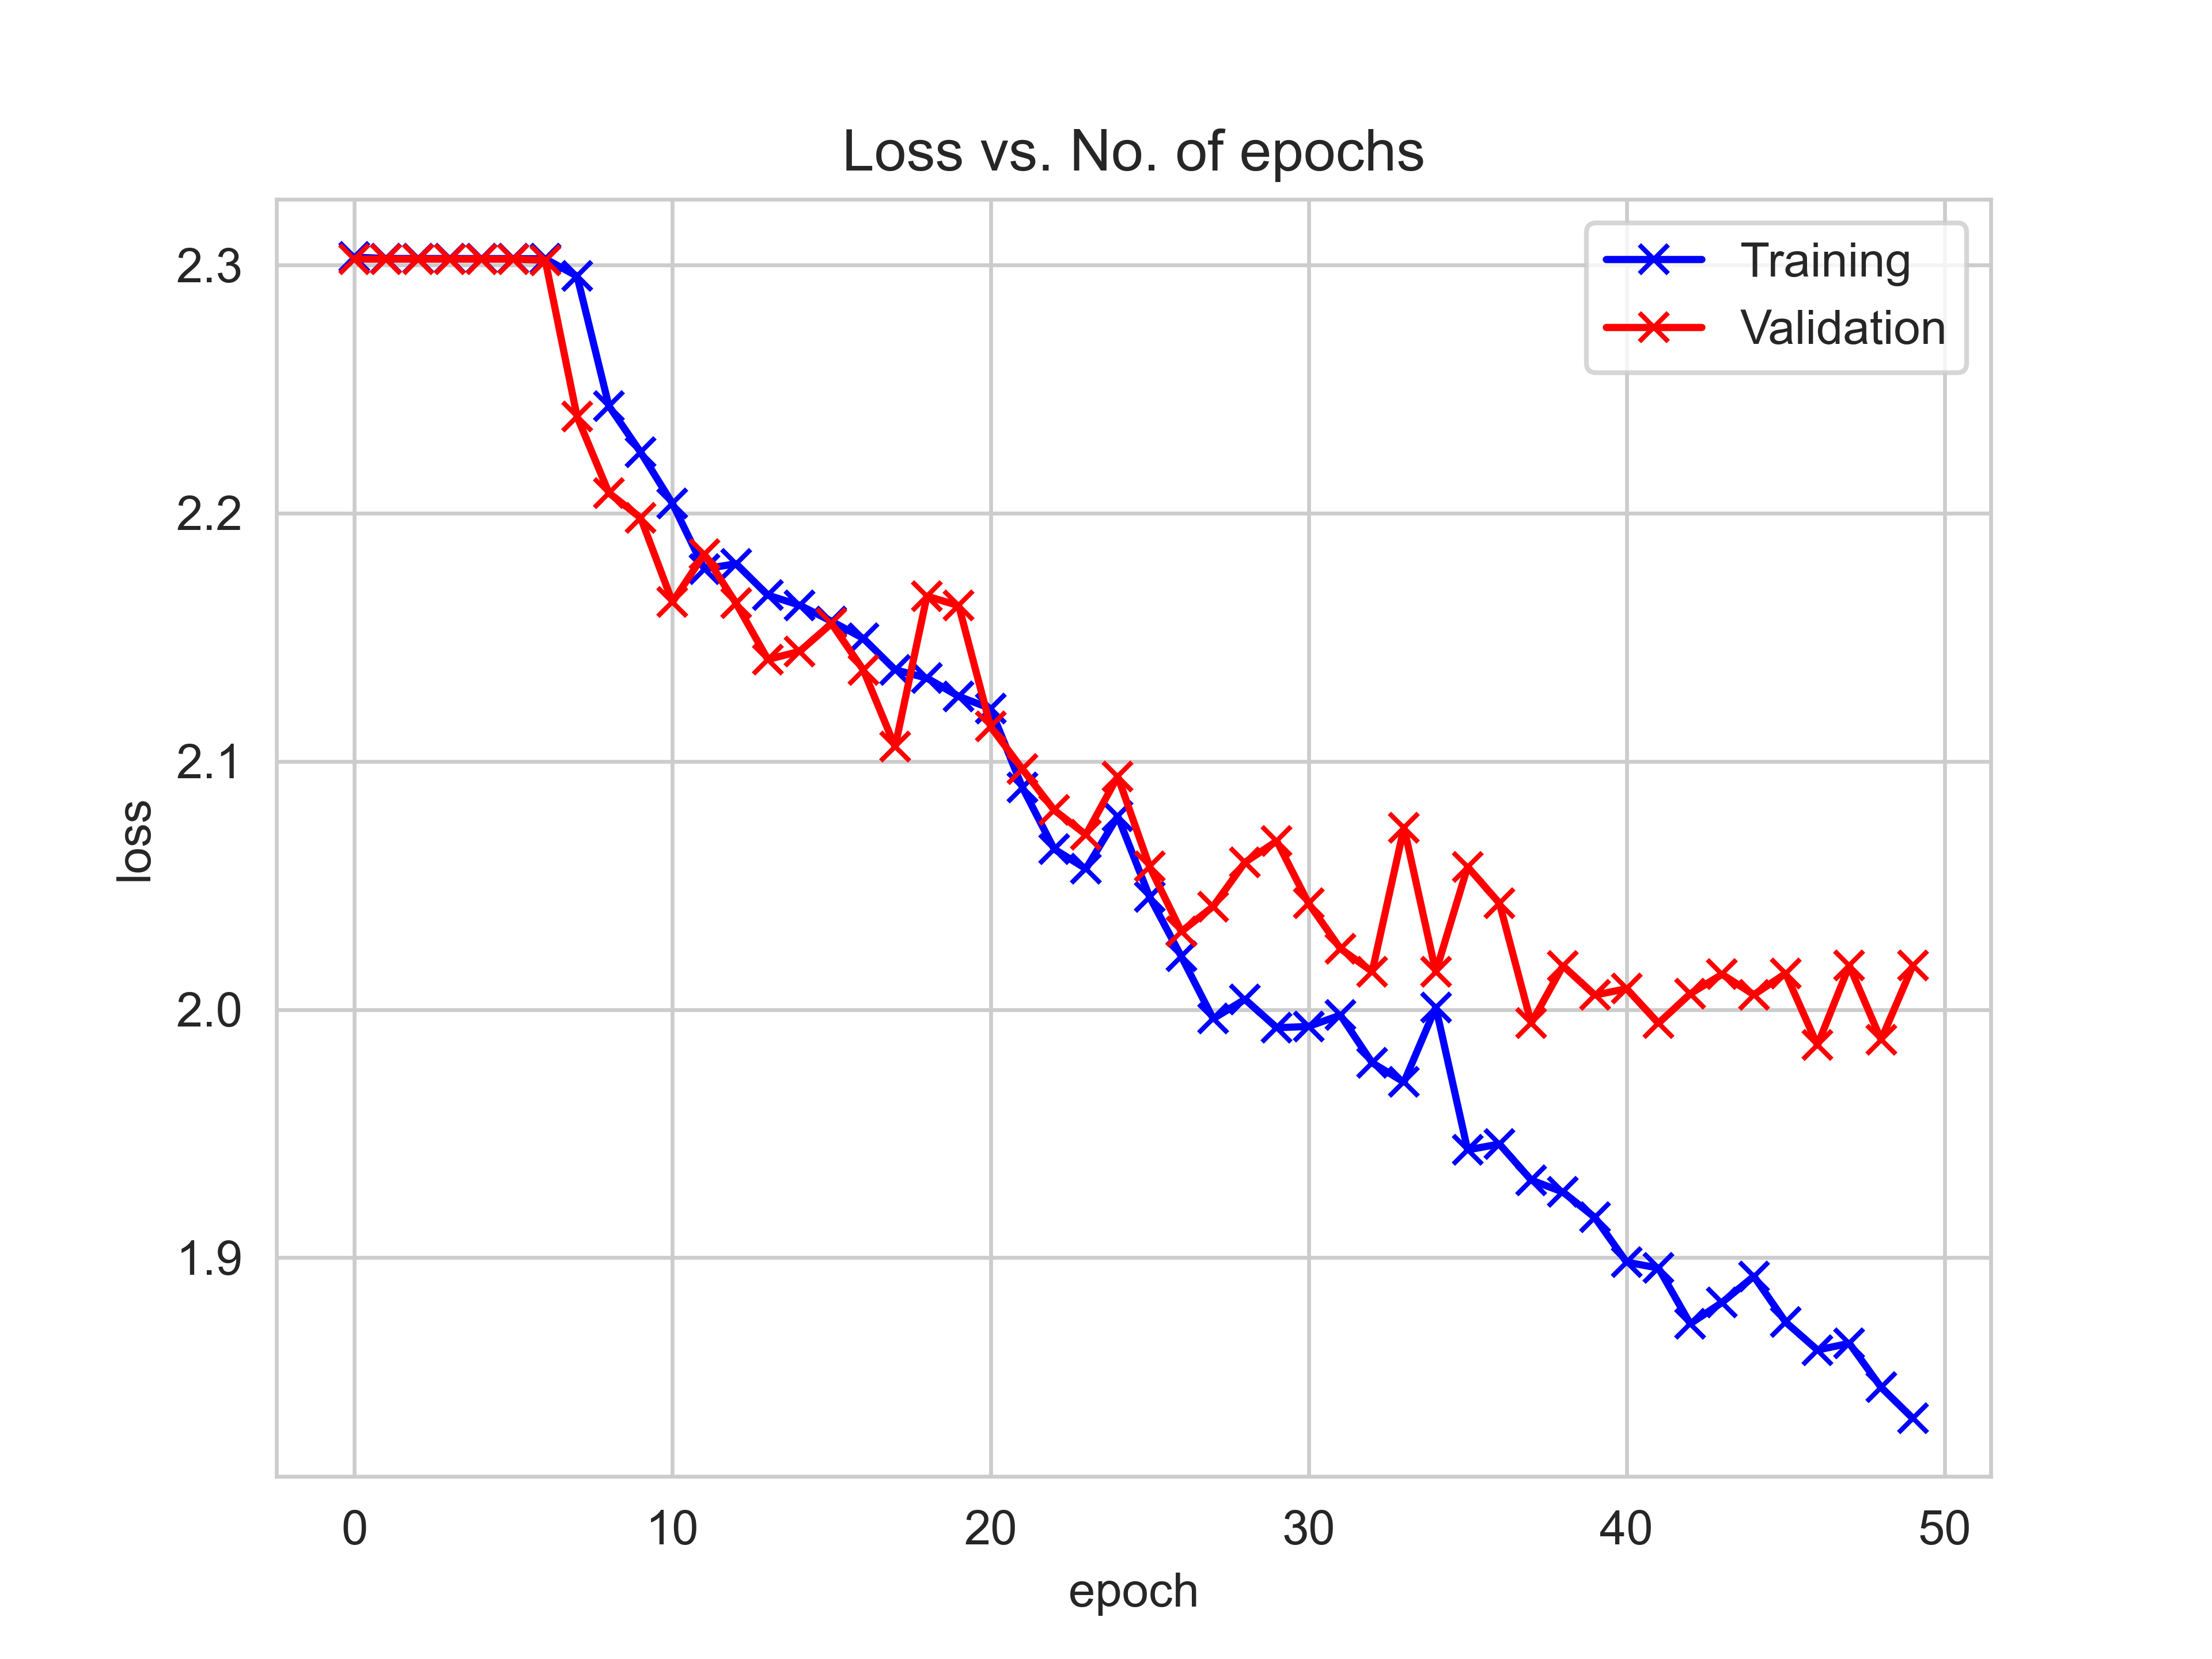 Loss vs. No. of epochs
Training
Validation
2.3
2.2
2.1
2.0
1.9
loss
0 10 20 30 40 50
epoch